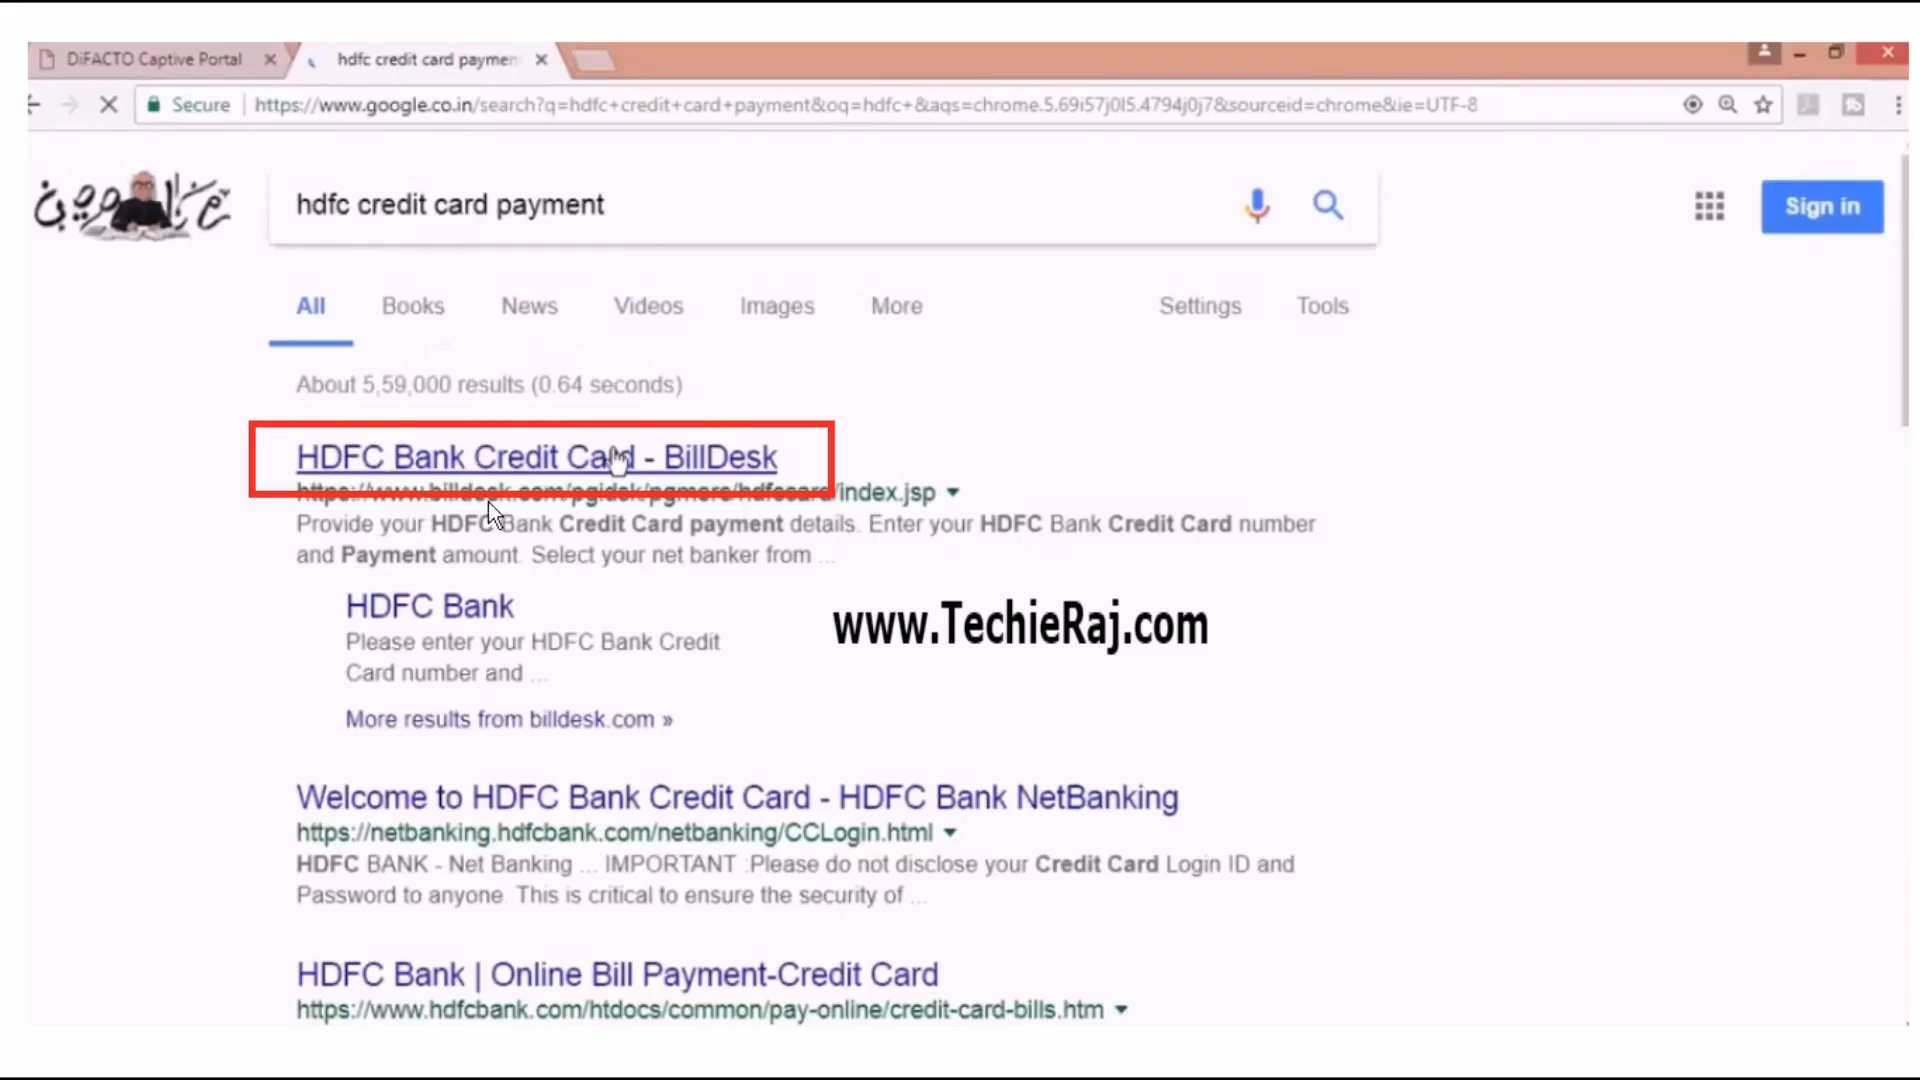 DiFACTO Captive Portal
hdfc credit card paymen
Secure https://www.google.co.in/search?q=hdfc+credit+card+payment&oq=hdfc+&aqs=chrome.5.69i57j0l5.4794j0j7&sourceid=chrome&ie=UTF-8
hdfc credit card payment
Sign in
All Books News Videos Images More Settings Tools
About 5,59,000 results (0.64 seconds)
HDFC Bank Credit Card - BillDesk
https://www.billdesk.com/pgidsk/pgmerc/hdfccard/index.jsp
Provide your HDFC Bank Credit Card payment details. Enter your HDFC Bank Credit Card number
and Payment amount. Select your net banker from ...
HDFC Bank
Please enter your HDFC Bank Credit
Card number and ...
www.TechieRaj.com
More results from billdesk.com »
Welcome to HDFC Bank Credit Card - HDFC Bank NetBanking
https://netbanking.hdfcbank.com/netbanking/CCLogin.html
HDFC BANK - Net Banking ... IMPORTANT :Please do not disclose your Credit Card Login ID and
Password to anyone. This is critical to ensure the security of ...
HDFC Bank | Online Bill Payment-Credit Card
https://www.hdfcbank.com/htdocs/common/pay-online/credit-card-bills.htm